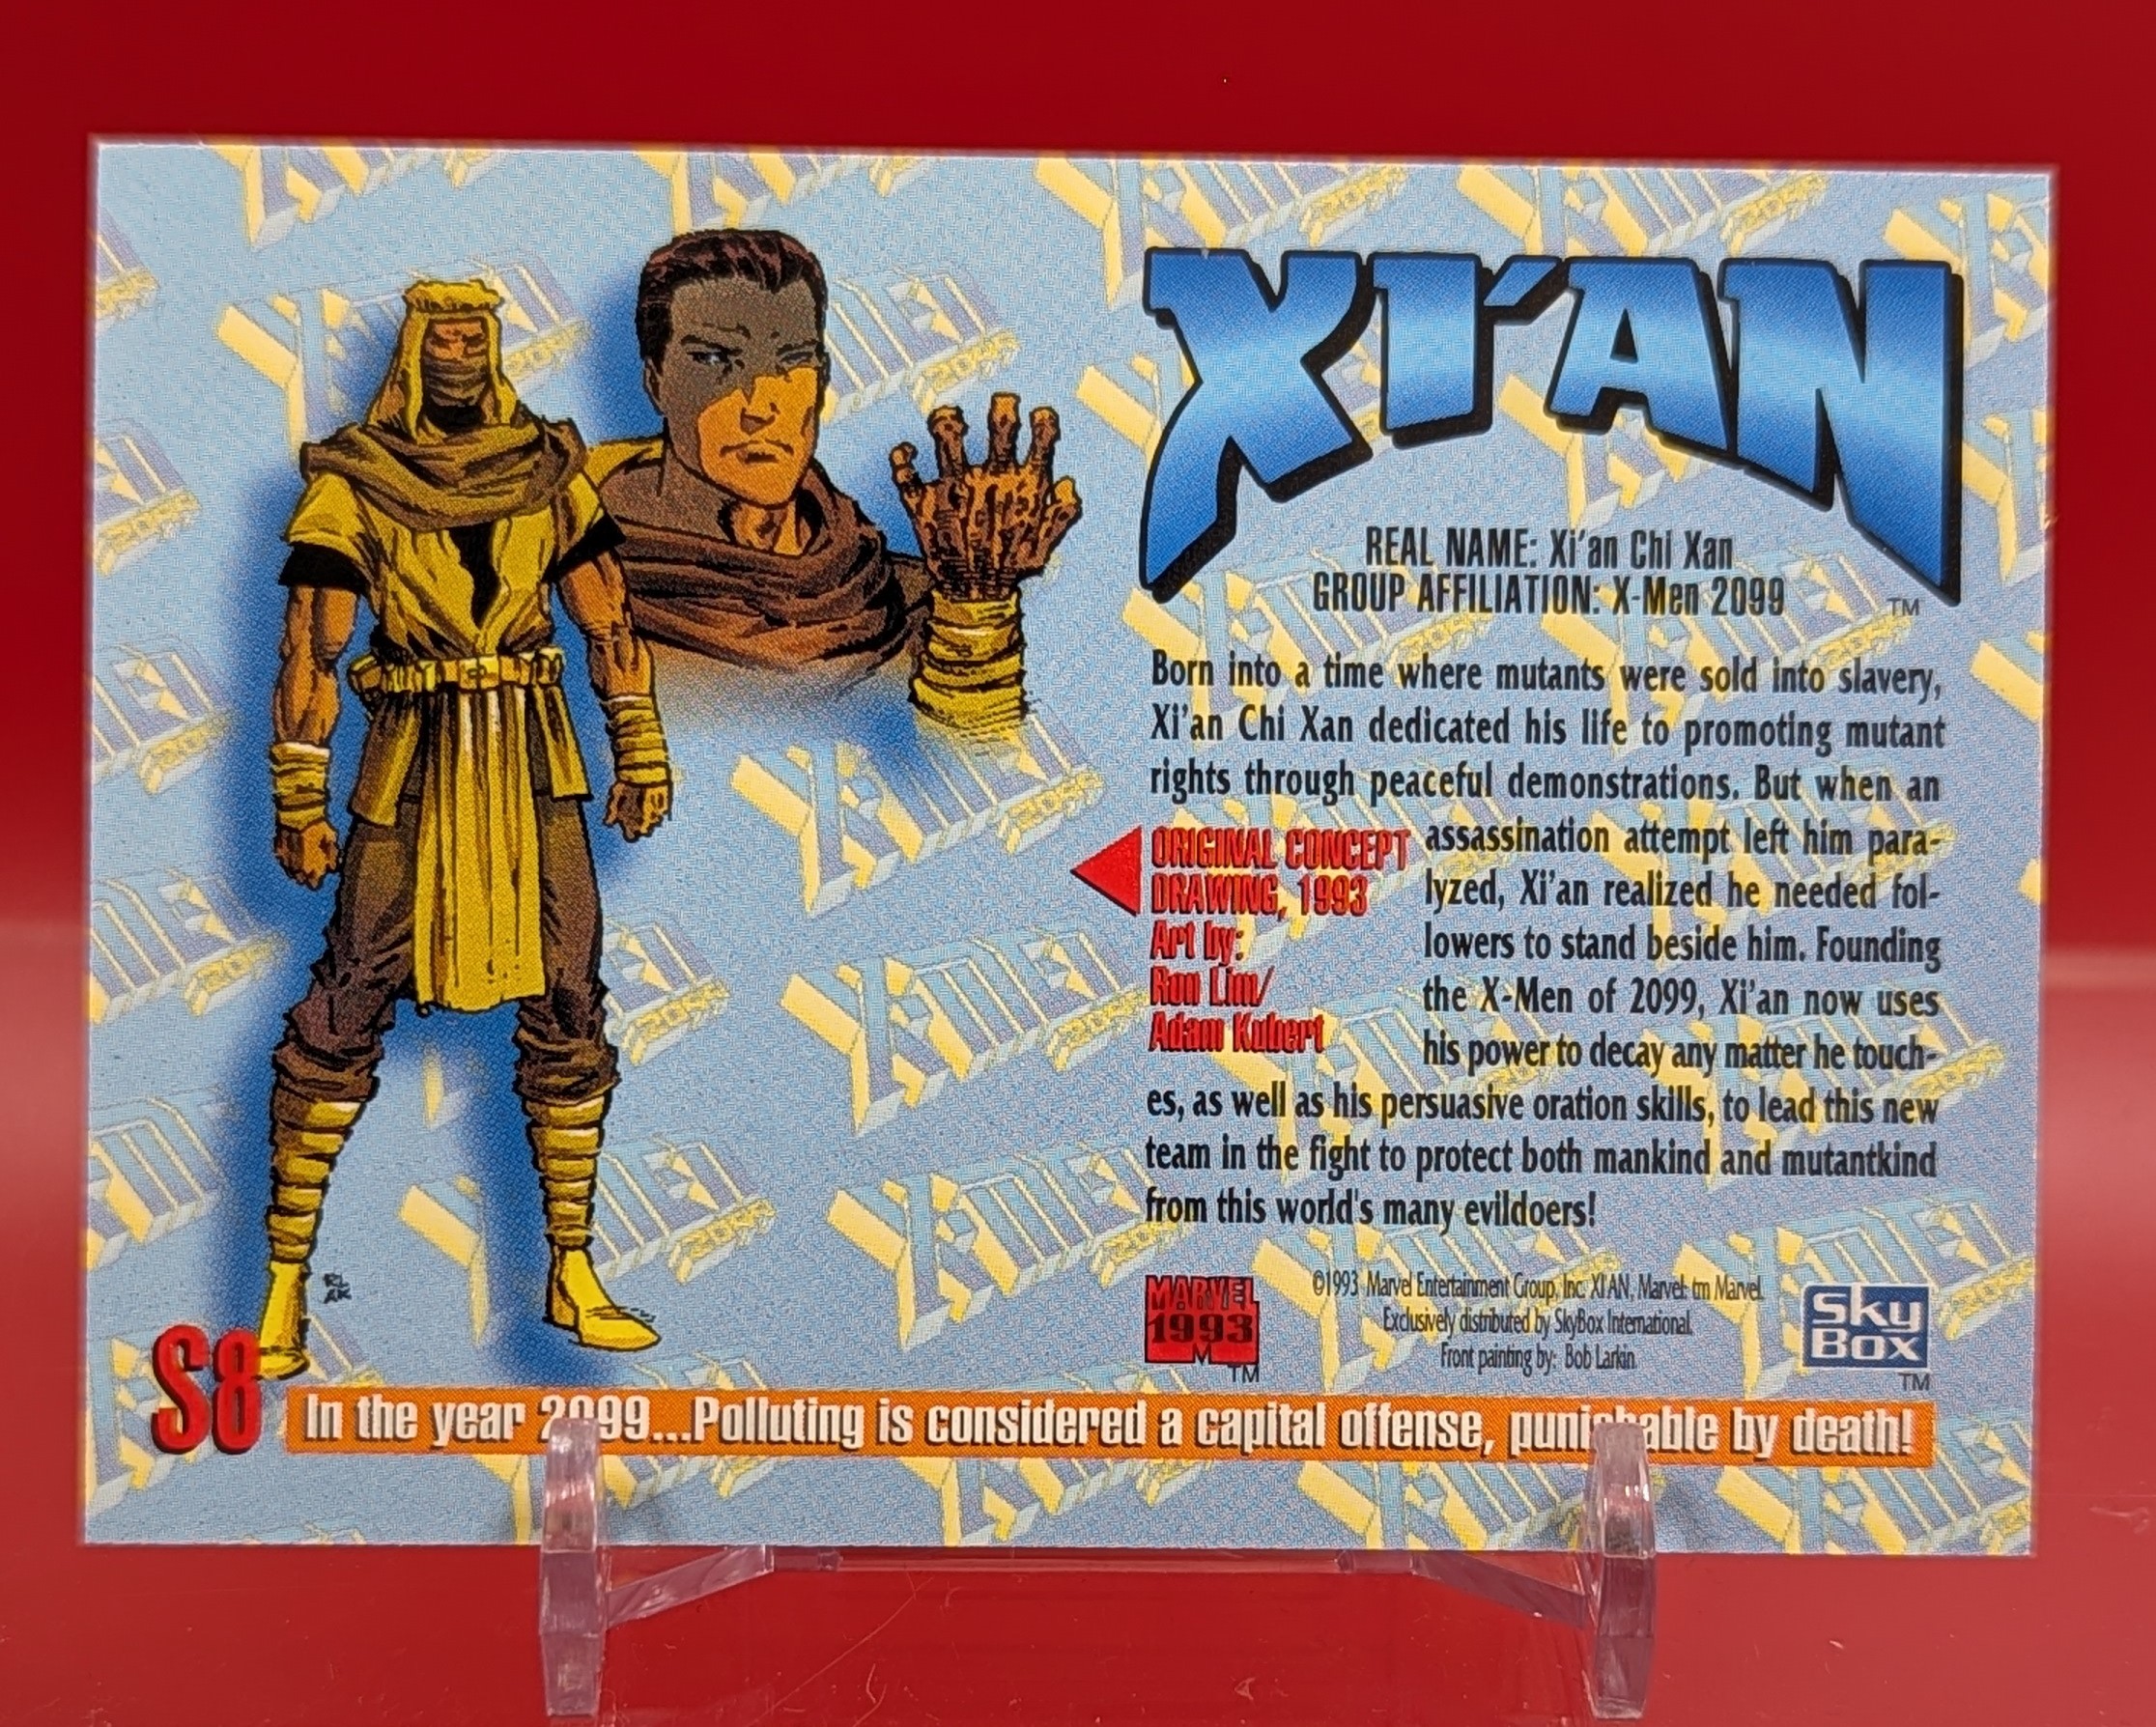 XI'AN
TM
REAL NAME: Xi'an Chi Xan
GROUP AFFILIATION: X-Men 2099
Born into a time where mutants were sold into slavery,
Xi'an Chi Xan dedicated his life to promoting mutant
rights through peaceful demonstrations. But when an
assassination attempt left him para-
lyzed, Xi'an realized he needed fol-
lowers to stand beside him. Founding
the X-Men of 2099, Xi'an now uses
his power to decay any matter he touch-
es, as well as his persuasive oration skills, to lead this new
team in the fight to protect both mankind and mutantkind
from this world's many evildoers!
ORIGINAL CONCEPT
DRAWING, 1993
Art by:
Ron Lim/
Adam Kubert
RL
AK
MARVEL
1993
M
TM
©1993 Marvel Entertainment Group, Inc. XI'AN, Marvel: tm Marvel.
Exclusively distributed by SkyBox International.
Front painting by: Bob Larkin
Sky
Box
TM
S8
In the year 2099...Polluting is considered a capital offense, punishable by death!